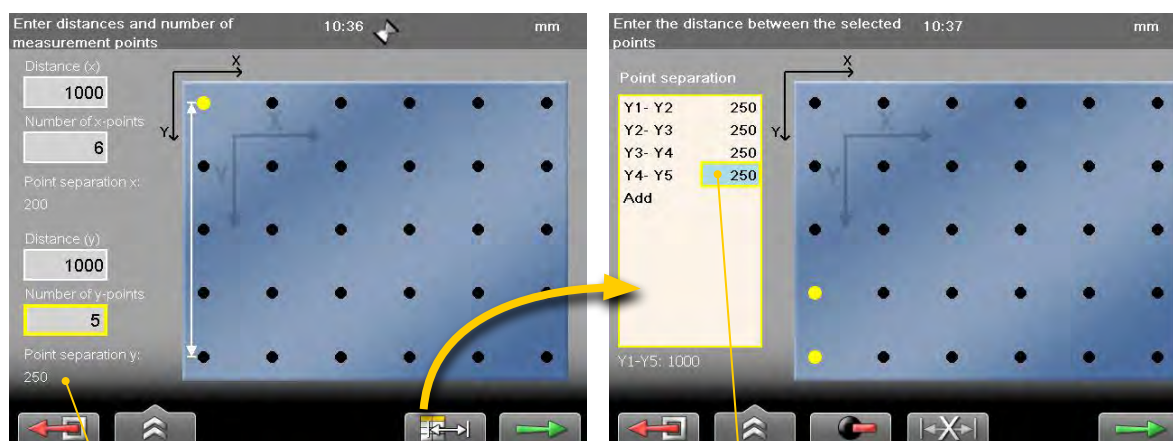 Enter distances and number of
measurement points
10:36
mm
Distance (x)
1000
Number of x-points
6
Point separation x:
200
Distance (y)
1000
Number of y-points
5
Point separation y:
250
X
Y
X
Y
Enter the distance between the selected
points
10:37
mm
Point separation
Y1- Y2 250
Y2- Y3 250
Y3- Y4 250
Y4- Y5 250
Add
Y1-Y5: 1000
X
Y
X
Y
X